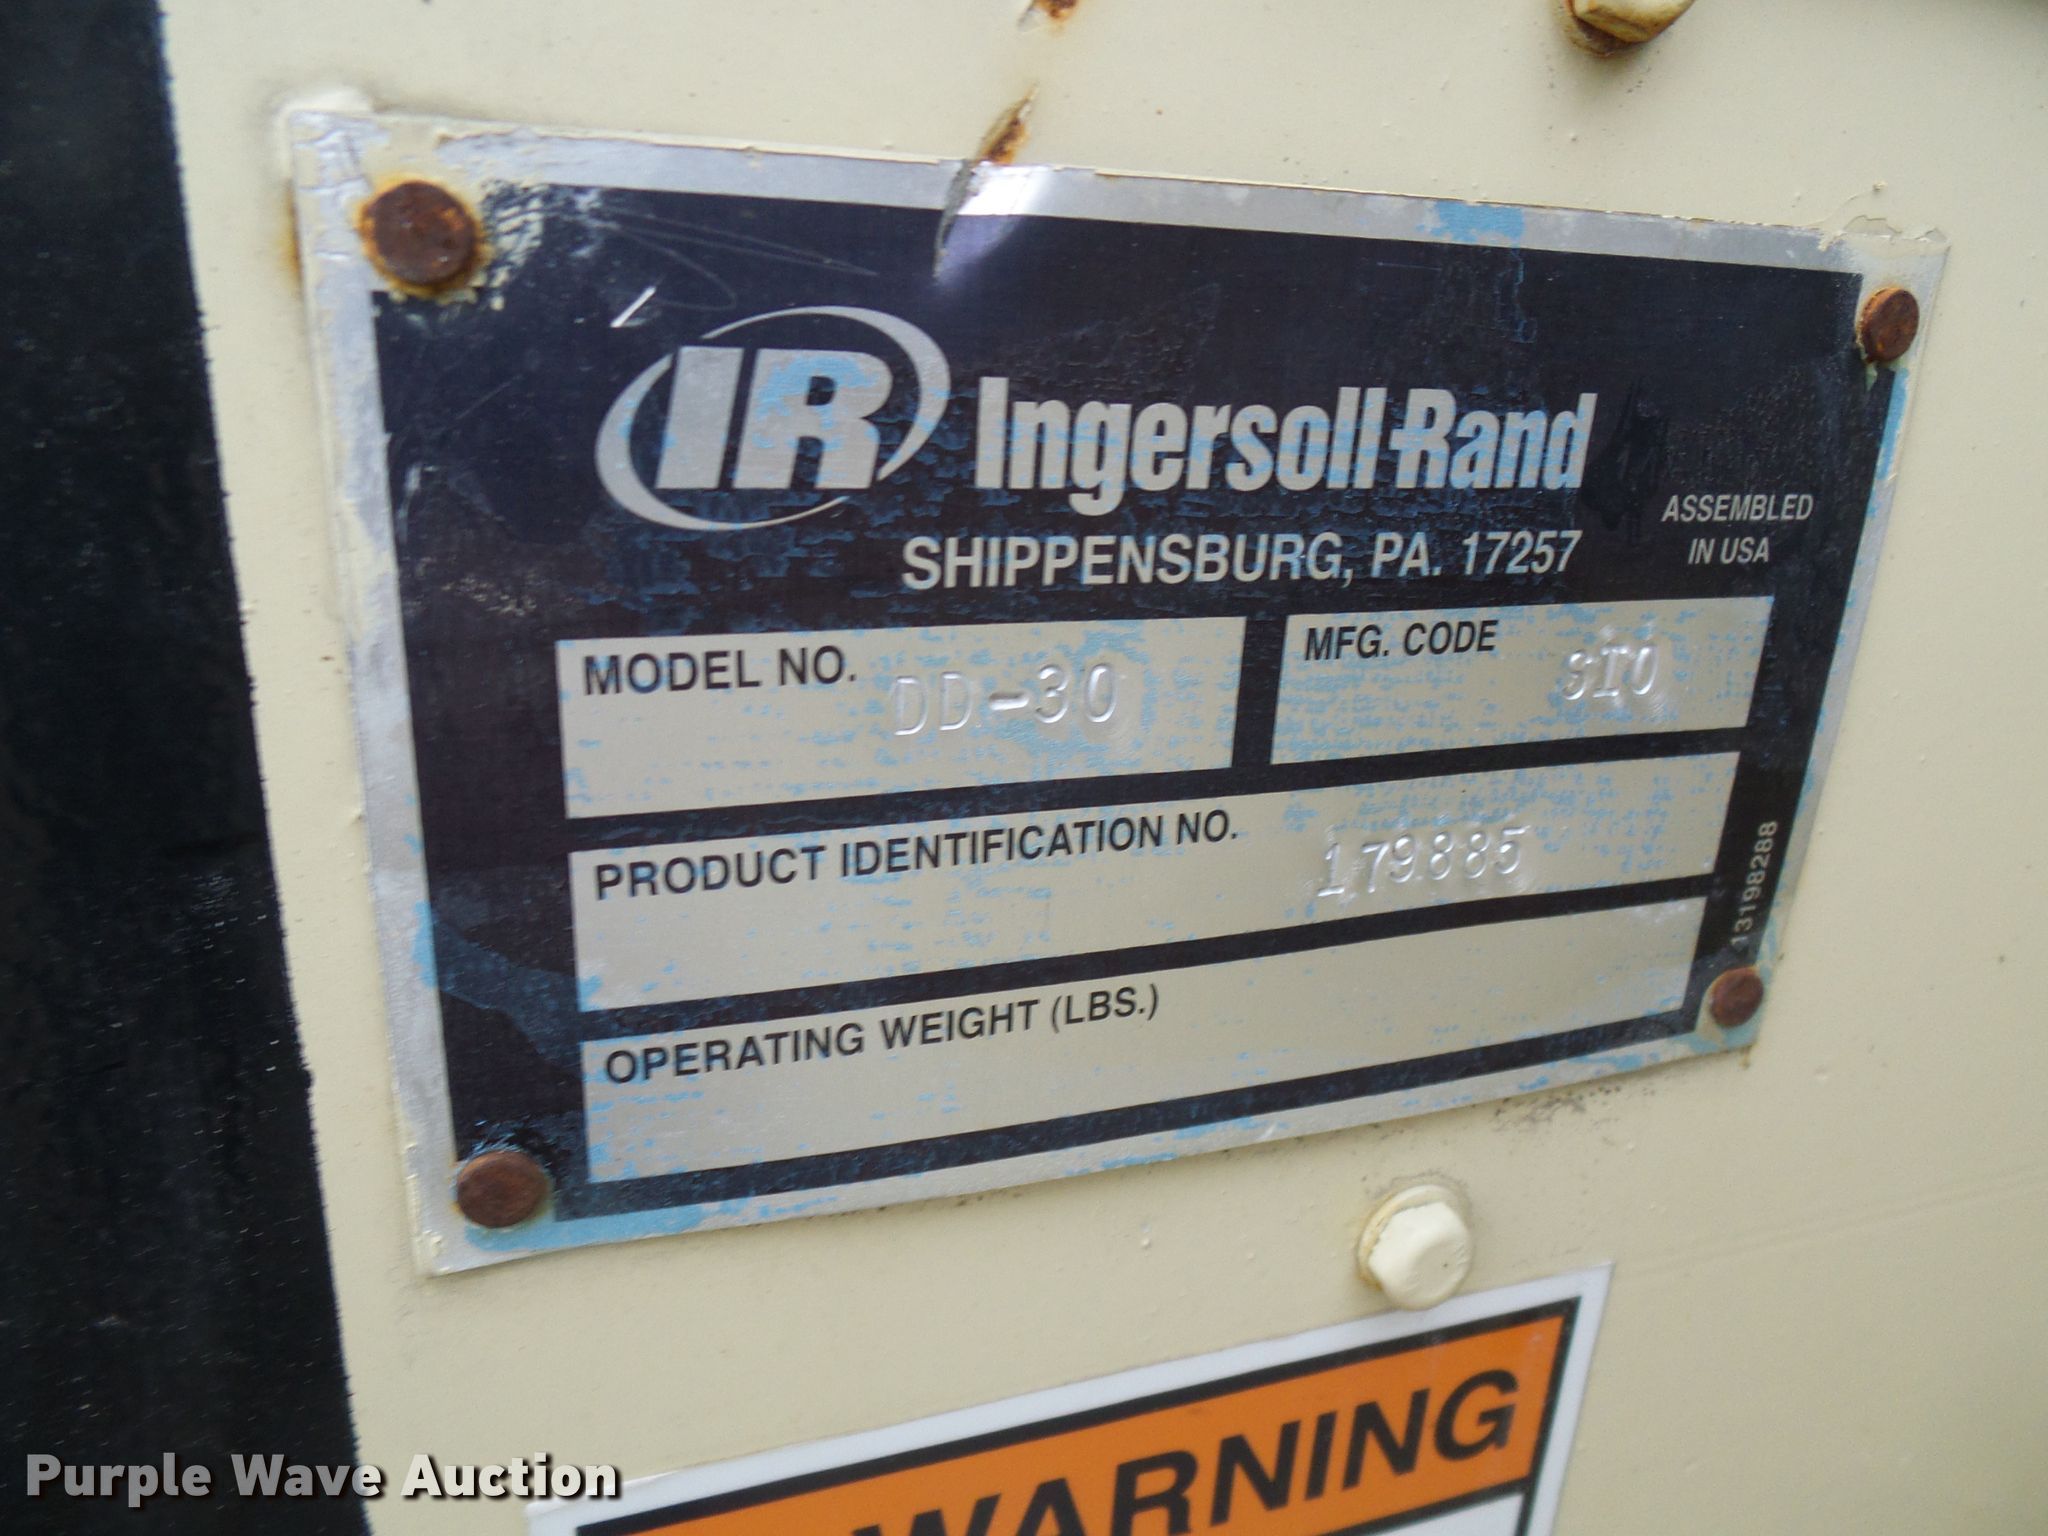 IR Ingersoll-Rand
SHIPPENSBURG, PA. 17257
ASSEMBLED
IN USA
MODEL NO. DD-30
MFG. CODE SIO
PRODUCT IDENTIFICATION NO. 179885
OPERATING WEIGHT (LBS.)
13198288
WARNING
Purple Wave Auction